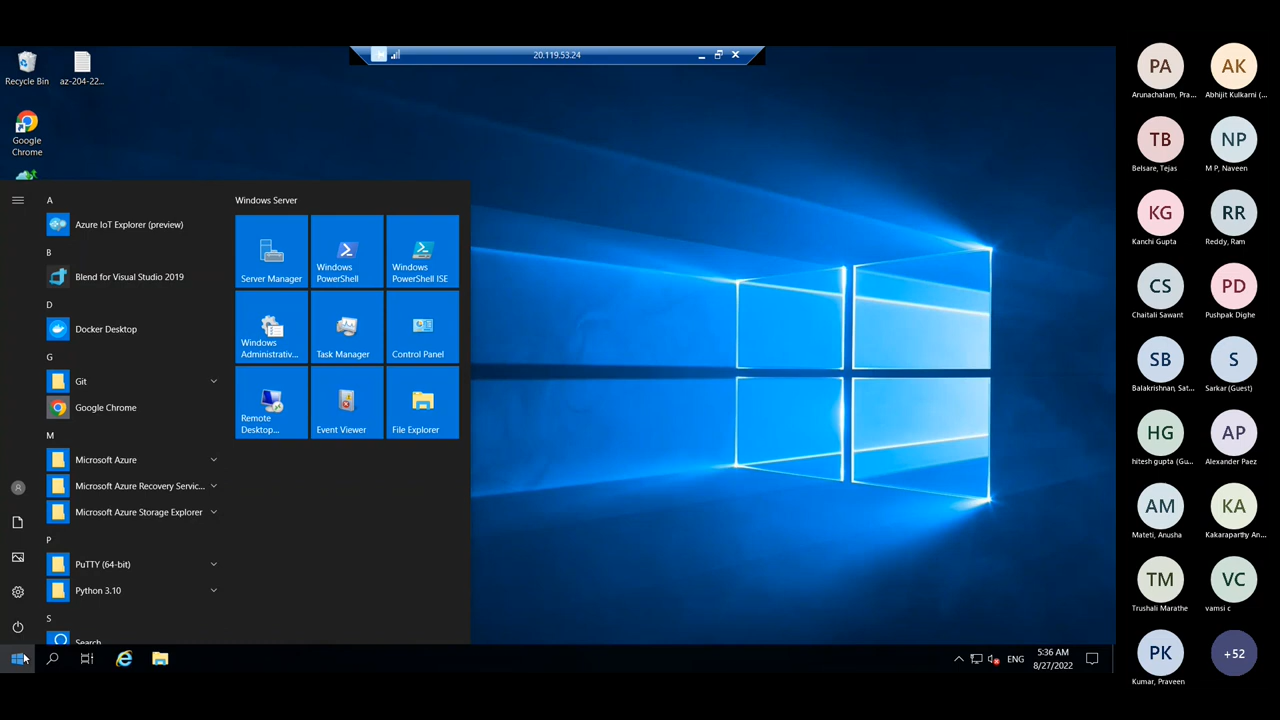 20.119.53.24
Recycle Bin
az-204-22...
Google
Chrome
A
Azure IoT Explorer (preview)
B
Blend for Visual Studio 2019
D
Docker Desktop
G
Git
Google Chrome
M
Microsoft Azure
Microsoft Azure Recovery Servic...
Microsoft Azure Storage Explorer
P
PuTTY (64-bit)
Python 3.10
S
Search
Windows Server
Server Manager
Windows
PowerShell
Windows
PowerShell ISE
Windows
Administrativ...
Task Manager
Control Panel
Remote
Desktop...
Event Viewer
File Explorer
ENG
5:36 AM
8/27/2022
PA
Arunachalam, Pra...
AK
Abhijit Kulkarni (...
TB
Belsare, Tejas
NP
M P, Naveen
KG
Kanchi Gupta
RR
Reddy, Ram
CS
Chaitali Sawant
PD
Pushpak Dighe
SB
Balakrishnan, Sat...
S
Sarkar (Guest)
HG
hitesh gupta (Gu...
AP
Alexander Paez
AM
Mateti, Anusha
KA
Kakaraparthy An...
TM
Trushali Marathe
VC
vamsi c
PK
Kumar, Praveen
+52